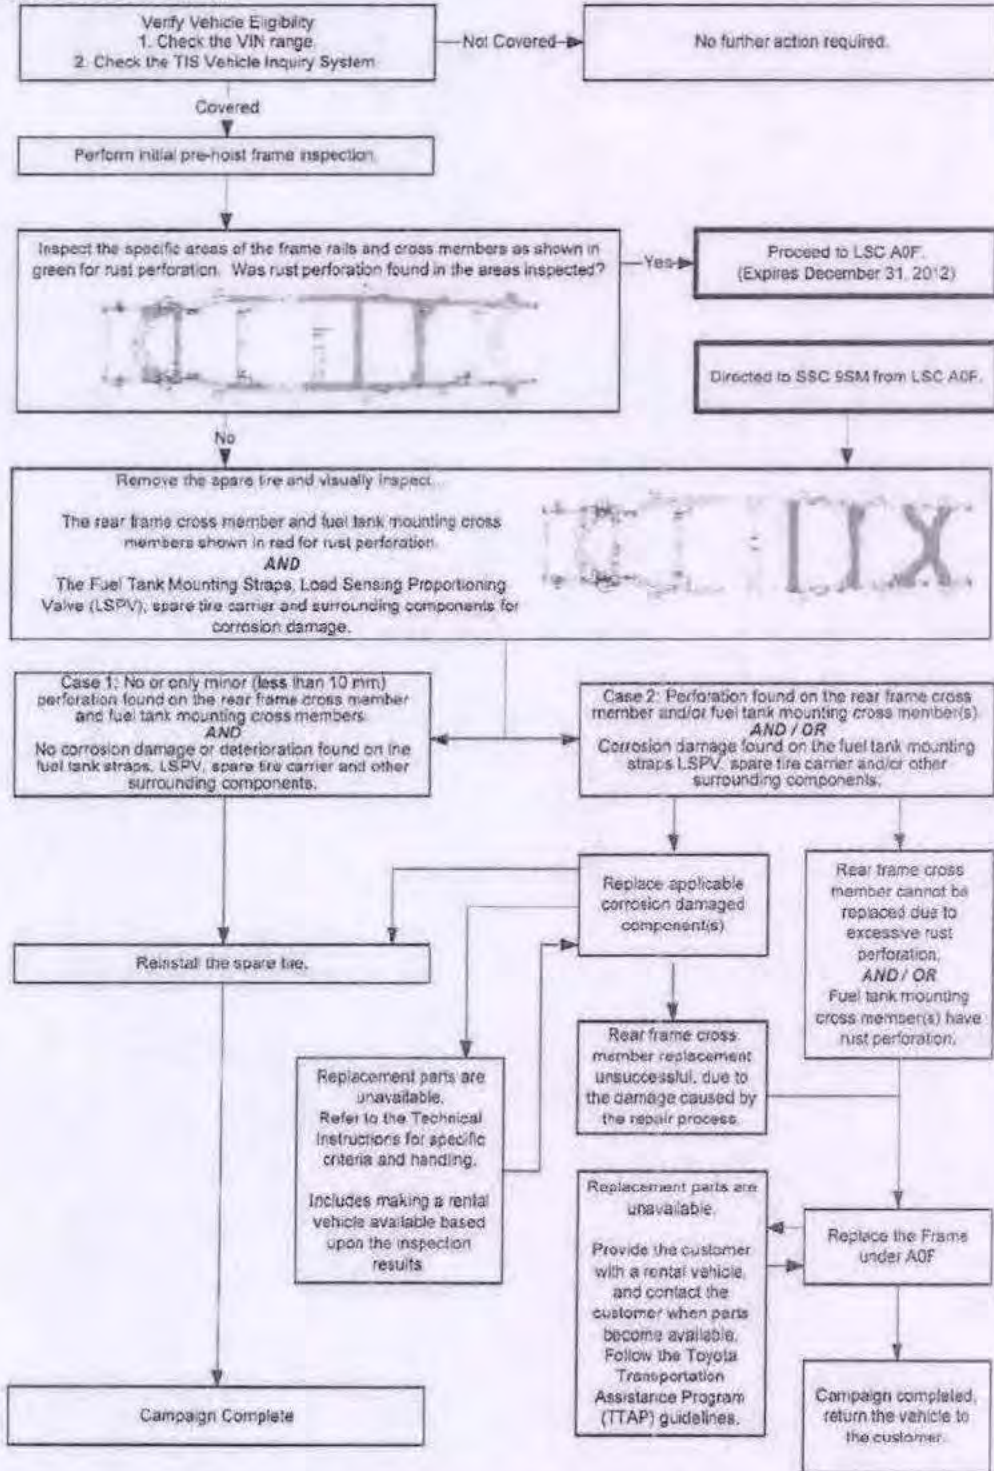 Verify Vehicle Eligibility
1. Check the VIN range.
2. Check the TIS Vehicle Inquiry System
Not Covered
No further action required.
Covered
Perform initial pre-hoist frame inspection.
Inspect the specific areas of the frame rails and cross members as shown in
green for rust perforation. Was rust perforation found in the areas inspected?
Yes
Proceed to LSC A0F.
(Expires December 31, 2012)
Directed to SSC 9SM from LSC A0F.
No
Remove the spare tire and visually inspect...
The rear frame cross member and fuel tank mounting cross
members shown in red for rust perforation.
AND
The Fuel Tank Mounting Straps, Load Sensing Proportioning
Valve (LSPV), spare tire carrier and surrounding components for
corrosion damage.
Case 1: No or only minor (less than 10 mm)
perforation found on the rear frame cross member
and fuel tank mounting cross members.
AND
No corrosion damage or deterioration found on the
fuel tank straps, LSPV, spare tire carrier and other
surrounding components.
Case 2: Perforation found on the rear frame cross
member and/or fuel tank mounting cross member(s).
AND / OR
Corrosion damage found on the fuel tank mounting
straps LSPV, spare tire carrier and/or other
surrounding components.
Replace applicable
corrosion damaged
component(s)
Rear frame cross
member cannot be
replaced due to
excessive rust
perforation.
AND / OR
Fuel tank mounting
cross member(s) have
rust perforation.
Reinstall the spare tire.
Rear frame cross
member replacement
unsuccessful, due to
the damage caused by
the repair process.
Replacement parts are
unavailable.
Refer to the Technical
Instructions for specific
criteria and handling.
Includes making a rental
vehicle available based
upon the inspection
results
Replacement parts are
unavailable.
Provide the customer
with a rental vehicle,
and contact the
customer when parts
become available.
Follow the Toyota
Transportation
Assistance Program
(TTAP) guidelines.
Replace the Frame
under A0F
Campaign Complete
Campaign completed,
return the vehicle to
the customer.